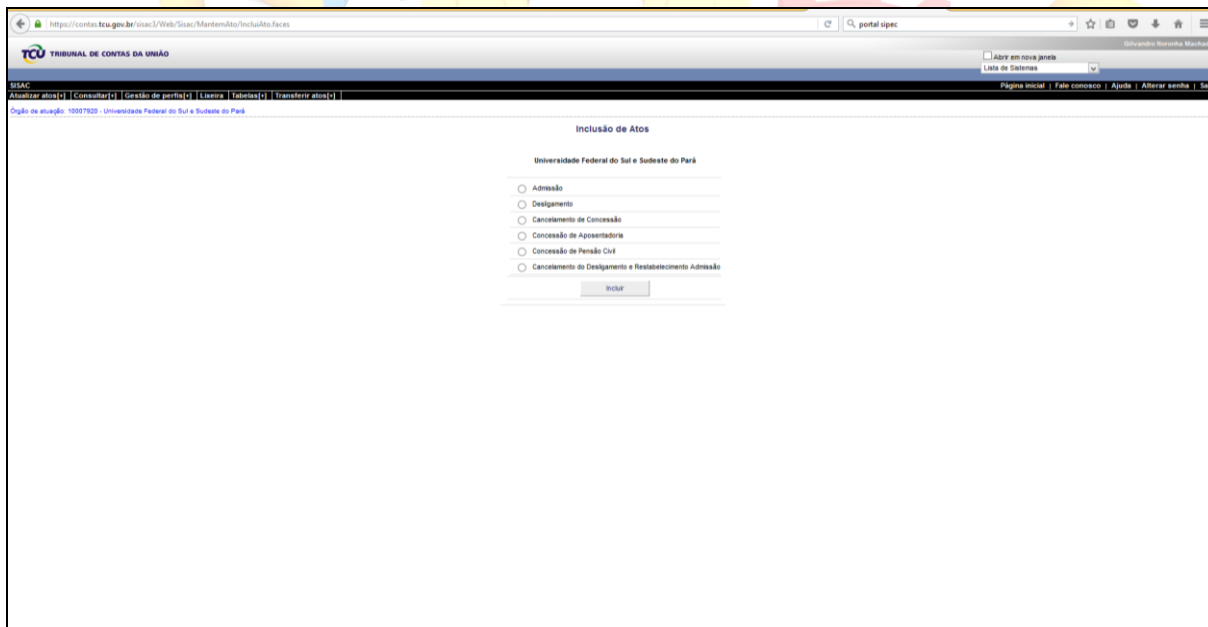 https://contas.tcu.gov.br/sisac3/Web/Sisac/MantemAto/IncluiAto.faces
portal sipec
Gilvandro Noronha Machad
TCU TRIBUNAL DE CONTAS DA UNIÃO
Abrir em nova janela
Lista de Sistemas
SISAC
Página inicial | Fale conosco | Ajuda | Alterar senha | Sa
Atualizar atos[+] | Consultar[+] | Gestão de perfis[+] | Lixeira | Tabelas[+] | Transferir atos[+] |
Órgão de atuação: 10007920 - Universidade Federal do Sul e Sudeste do Pará
Inclusão de Atos
Universidade Federal do Sul e Sudeste do Pará
Admissão
Desligamento
Cancelamento de Concessão
Concessão de Aposentadoria
Concessão de Pensão Civil
Cancelamento do Desligamento e Restabelecimento Admissão
Incluir